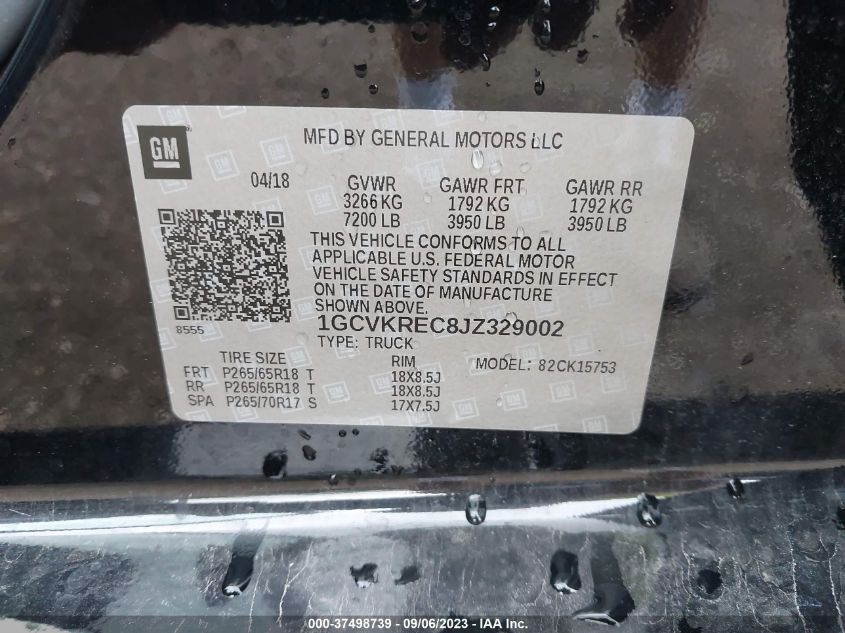 GM
MFD BY GENERAL MOTORS LLC
04/18 GVWR GAWR FRT GAWR RR
3266 KG 1792 KG 1792 KG
7200 LB 3950 LB 3950 LB
THIS VEHICLE CONFORMS TO ALL
APPLICABLE U.S. FEDERAL MOTOR
VEHICLE SAFETY STANDARDS IN EFFECT
ON THE DATE OF MANUFACTURE
SHOWN ABOVE.
8555 1GCVKREC8JZ329002
TYPE: TRUCK
TIRE SIZE RIM MODEL: 82CK15753
FRT P265/65R18 T 18X8.5J
RR P265/65R18 T 18X8.5J
SPA P265/70R17 S 17X7.5J
000-37498739 - 09/06/2023 - IAA Inc.